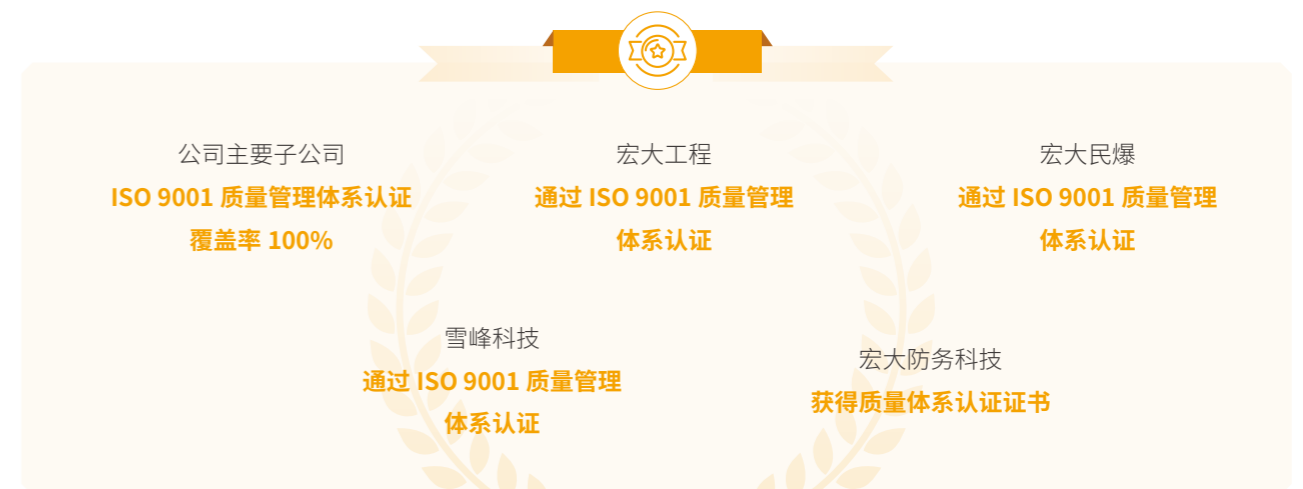 公司主要子公司
ISO 9001 质量管理体系认证
覆盖率 100%
宏大工程
通过 ISO 9001 质量管理
体系认证
宏大民爆
通过 ISO 9001 质量管理
体系认证
雪峰科技
通过 ISO 9001 质量管理
体系认证
宏大防务科技
获得质量体系认证证书